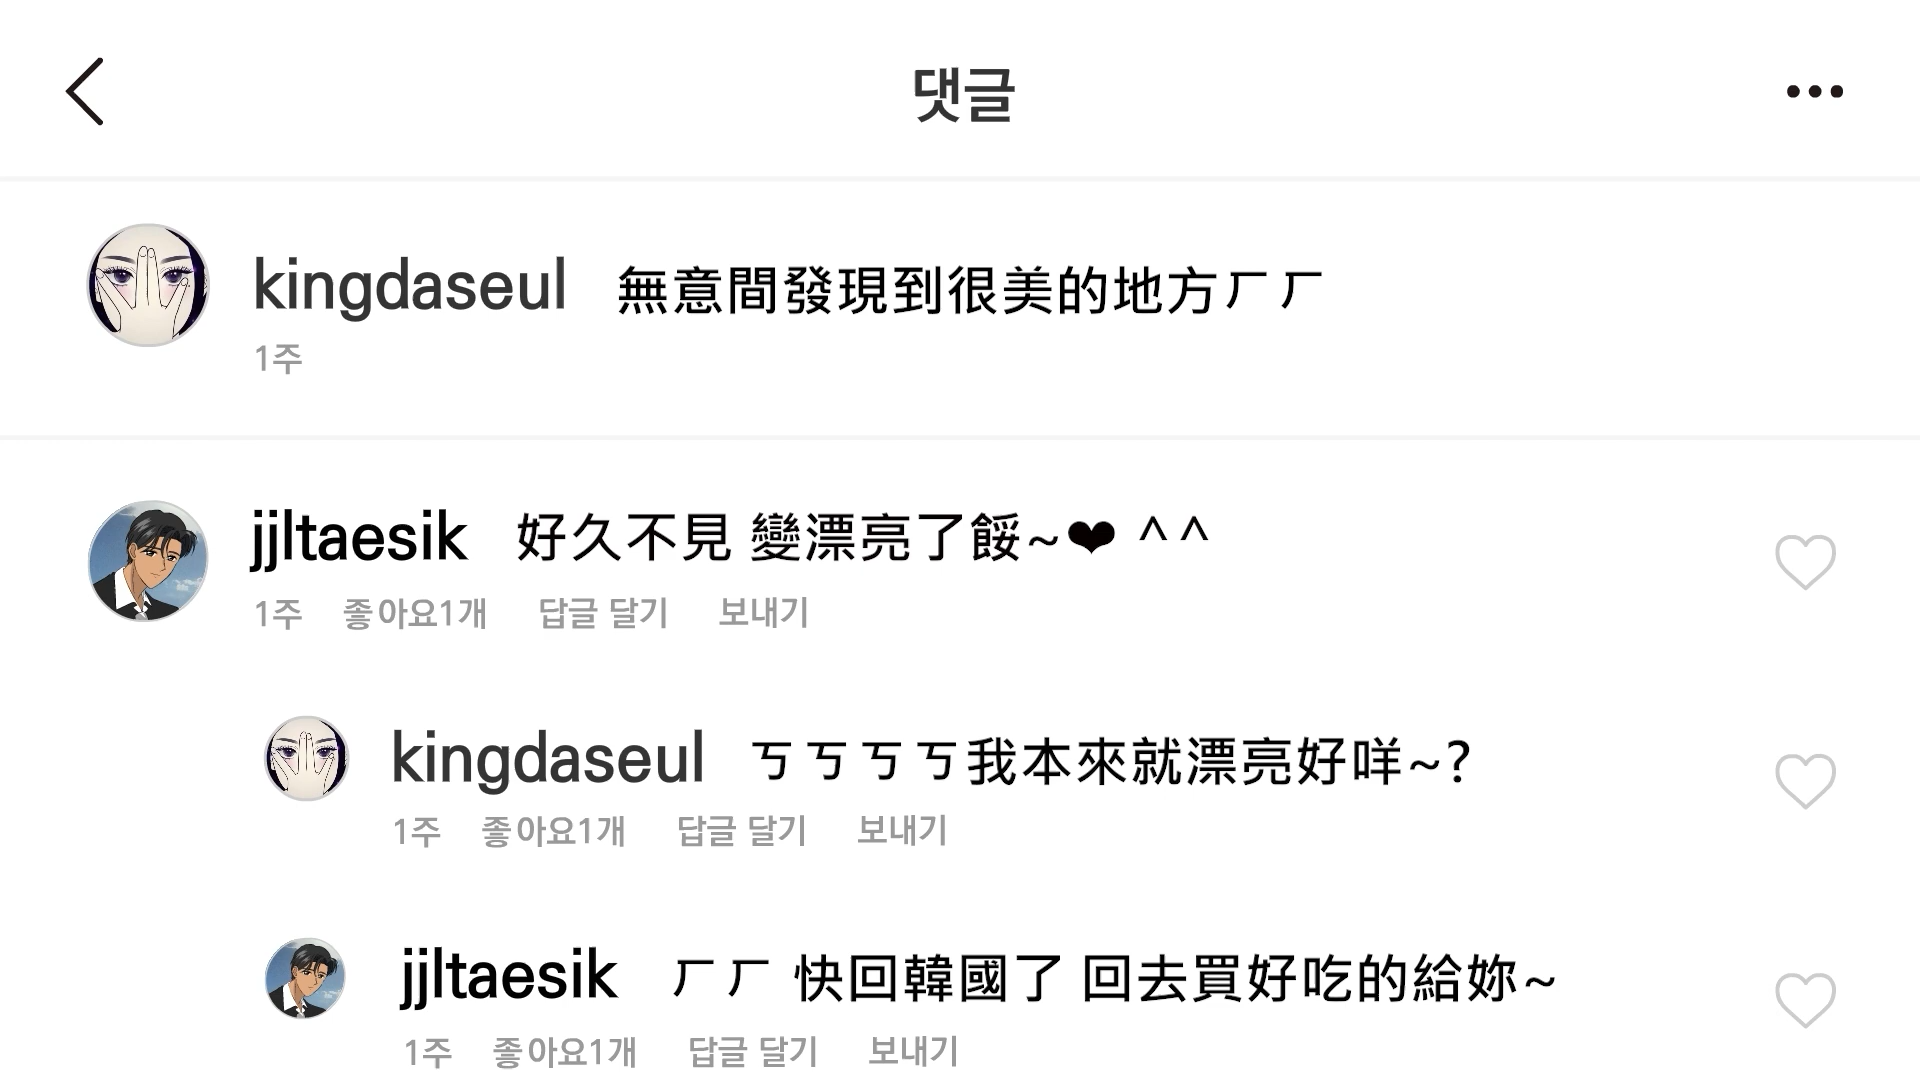 댓글
kingdaseul 無意間發現到很美的地方ㄏㄏ
1주
jjltaesik 好久不見 變漂亮了餒~❤ ^^
1주 좋아요1개 답글 달기 보내기
kingdaseul ㄎㄎㄎㄎ我本來就漂亮好咩~?
1주 좋아요1개 답글 달기 보내기
jjltaesik ㄏㄏ 快回韓國了 回去買好吃的給妳~
1주 좋아요1개 답글 달기 보내기